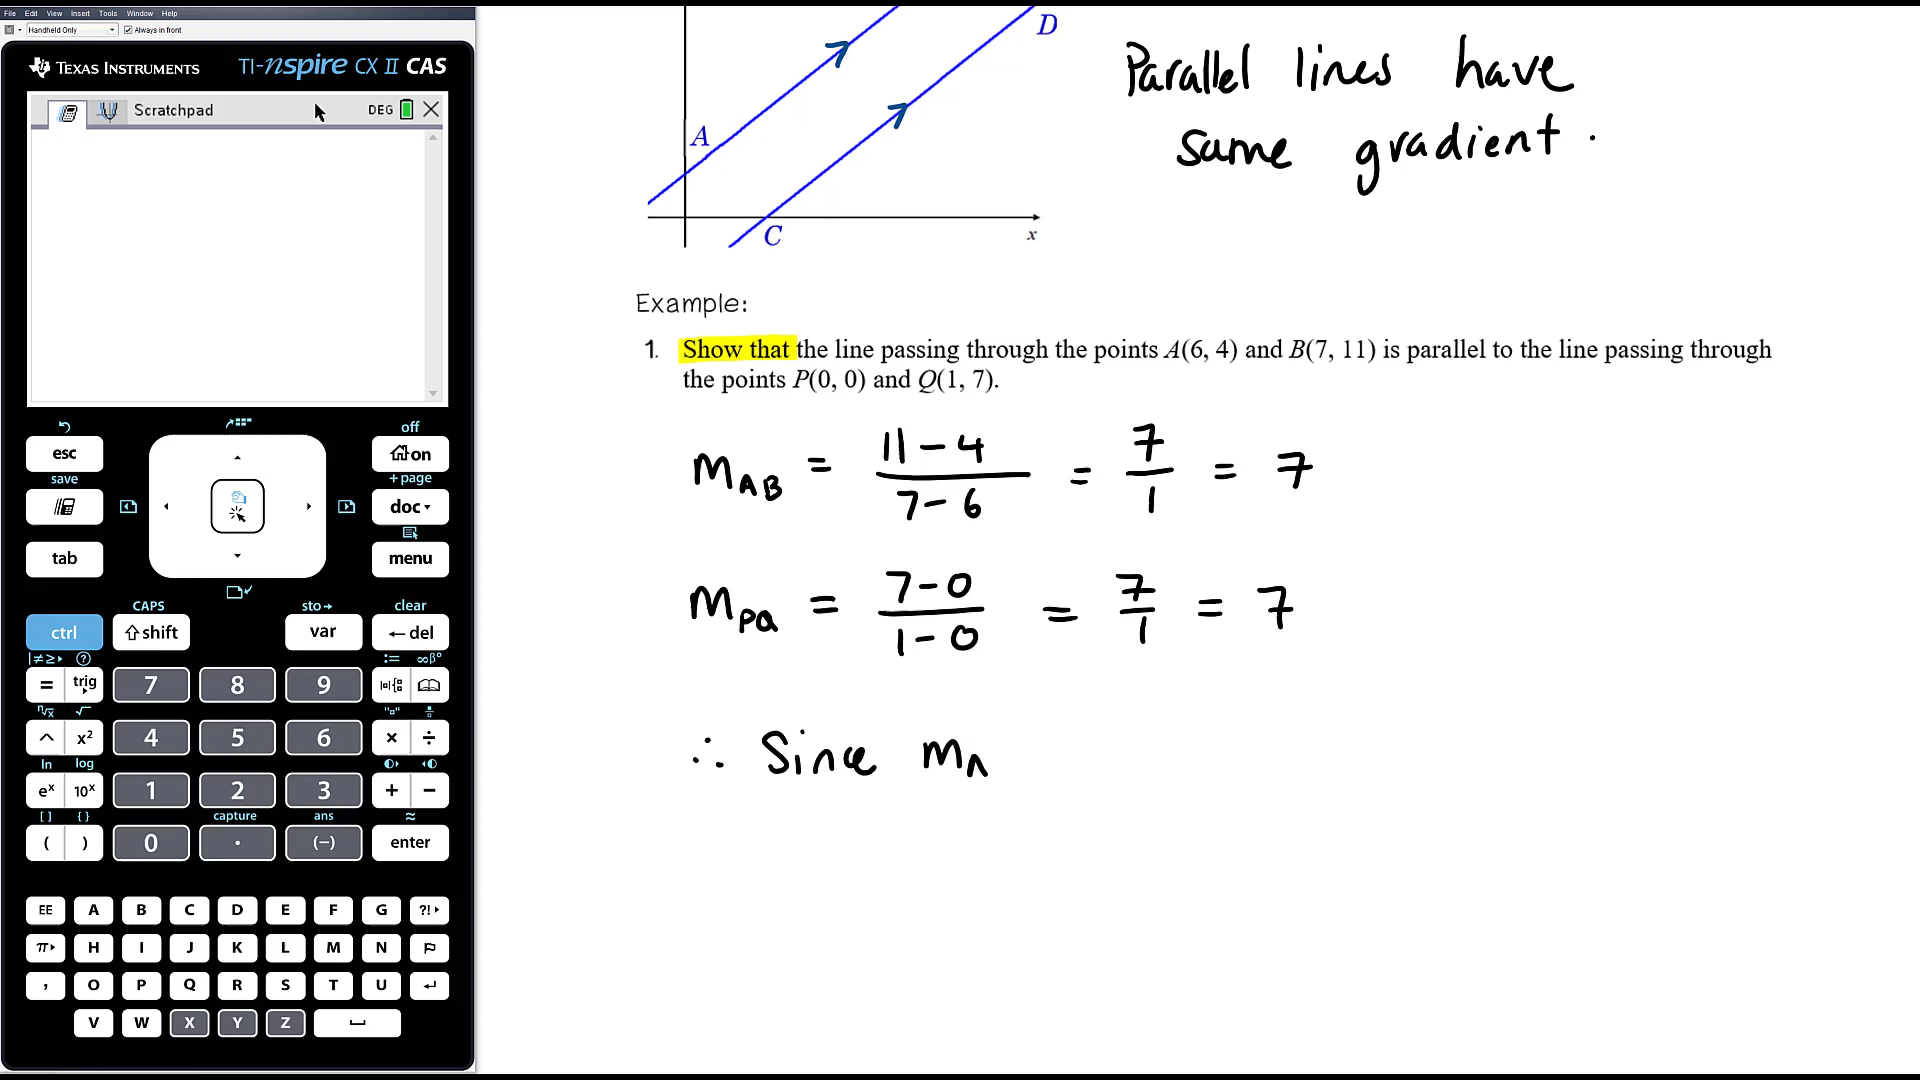 File Edit View Insert Tools Window Help
Handheld Only Always in front
TEXAS INSTRUMENTS TI-nspire CX II CAS
Scratchpad DEG
off
esc on
save + page
doc
tab menu
CAPS sto→ clear
ctrl ⇧shift var ←del
|≠≥▸ ? := ∞β°
= trig 7 8 9
ⁿ√x √
^ x² 4 5 6 × ÷
ln log
eˣ 10ˣ 1 2 3 + −
[ ] { } capture ans ≈
( ) 0 . (−) enter
EE A B C D E F G ?!▸
π▸ H I J K L M N
, O P Q R S T U ↵
V W X Y Z
D
A
C
x
Parallel lines have
same gradient .
Example:
1. Show that the line passing through the points A(6, 4) and B(7, 11) is parallel to the line passing through
the points P(0, 0) and Q(1, 7).
m_AB = (11 − 4)/(7 − 6) = 7/1 = 7
m_PQ = (7 − 0)/(1 − 0) = 7/1 = 7
∴ Since m